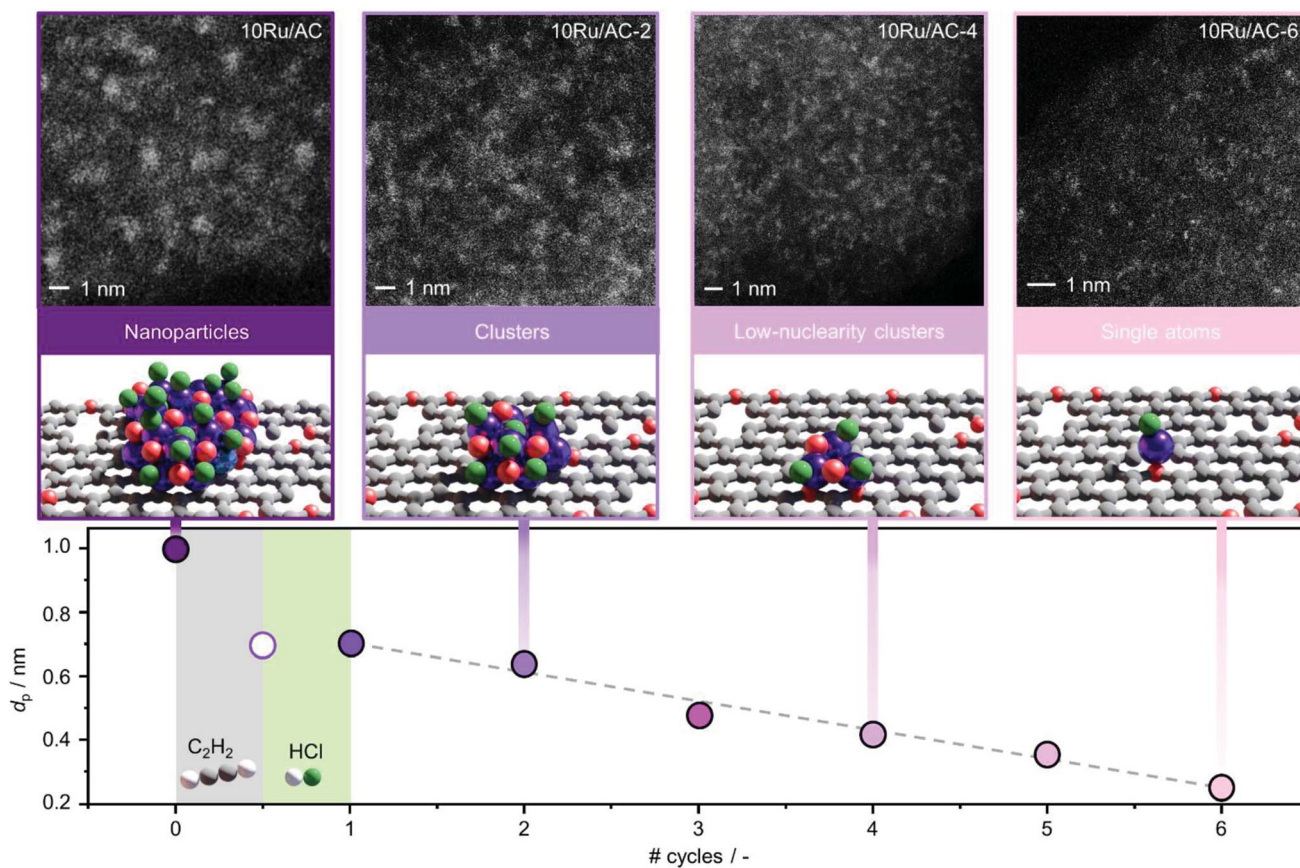 10Ru/AC
10Ru/AC-2
10Ru/AC-4
10Ru/AC-6
1 nm
1 nm
1 nm
1 nm
Nanoparticles
Clusters
Low-nuclearity clusters
Single atoms
1.0
0.8
0.6
0.4
0.2
dₚ / nm
C₂H₂
HCl
0 1 2 3 4 5 6
# cycles / -